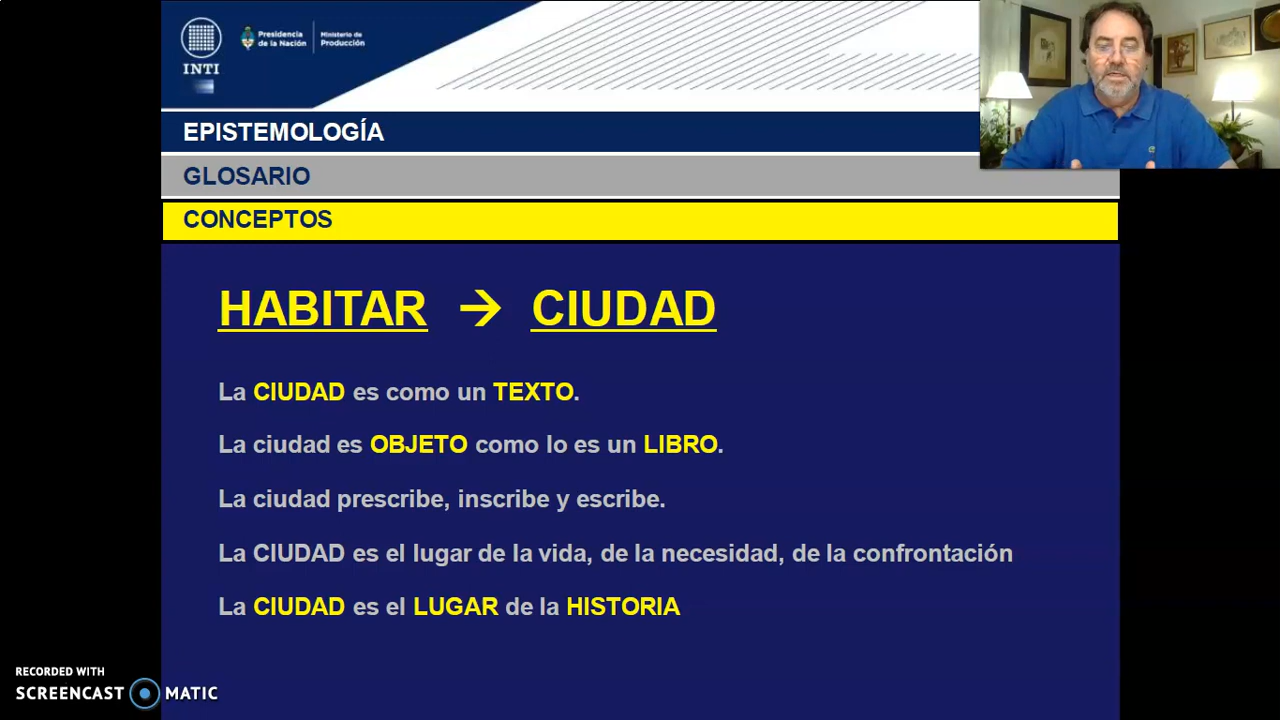 INTI
Presidencia
de la Nación
Ministerio de
Producción
EPISTEMOLOGÍA
GLOSARIO
CONCEPTOS
HABITAR → CIUDAD
La CIUDAD es como un TEXTO.
La ciudad es OBJETO como lo es un LIBRO.
La ciudad prescribe, inscribe y escribe.
La CIUDAD es el lugar de la vida, de la necesidad, de la confrontación
La CIUDAD es el LUGAR de la HISTORIA
RECORDED WITH
SCREENCAST MATIC